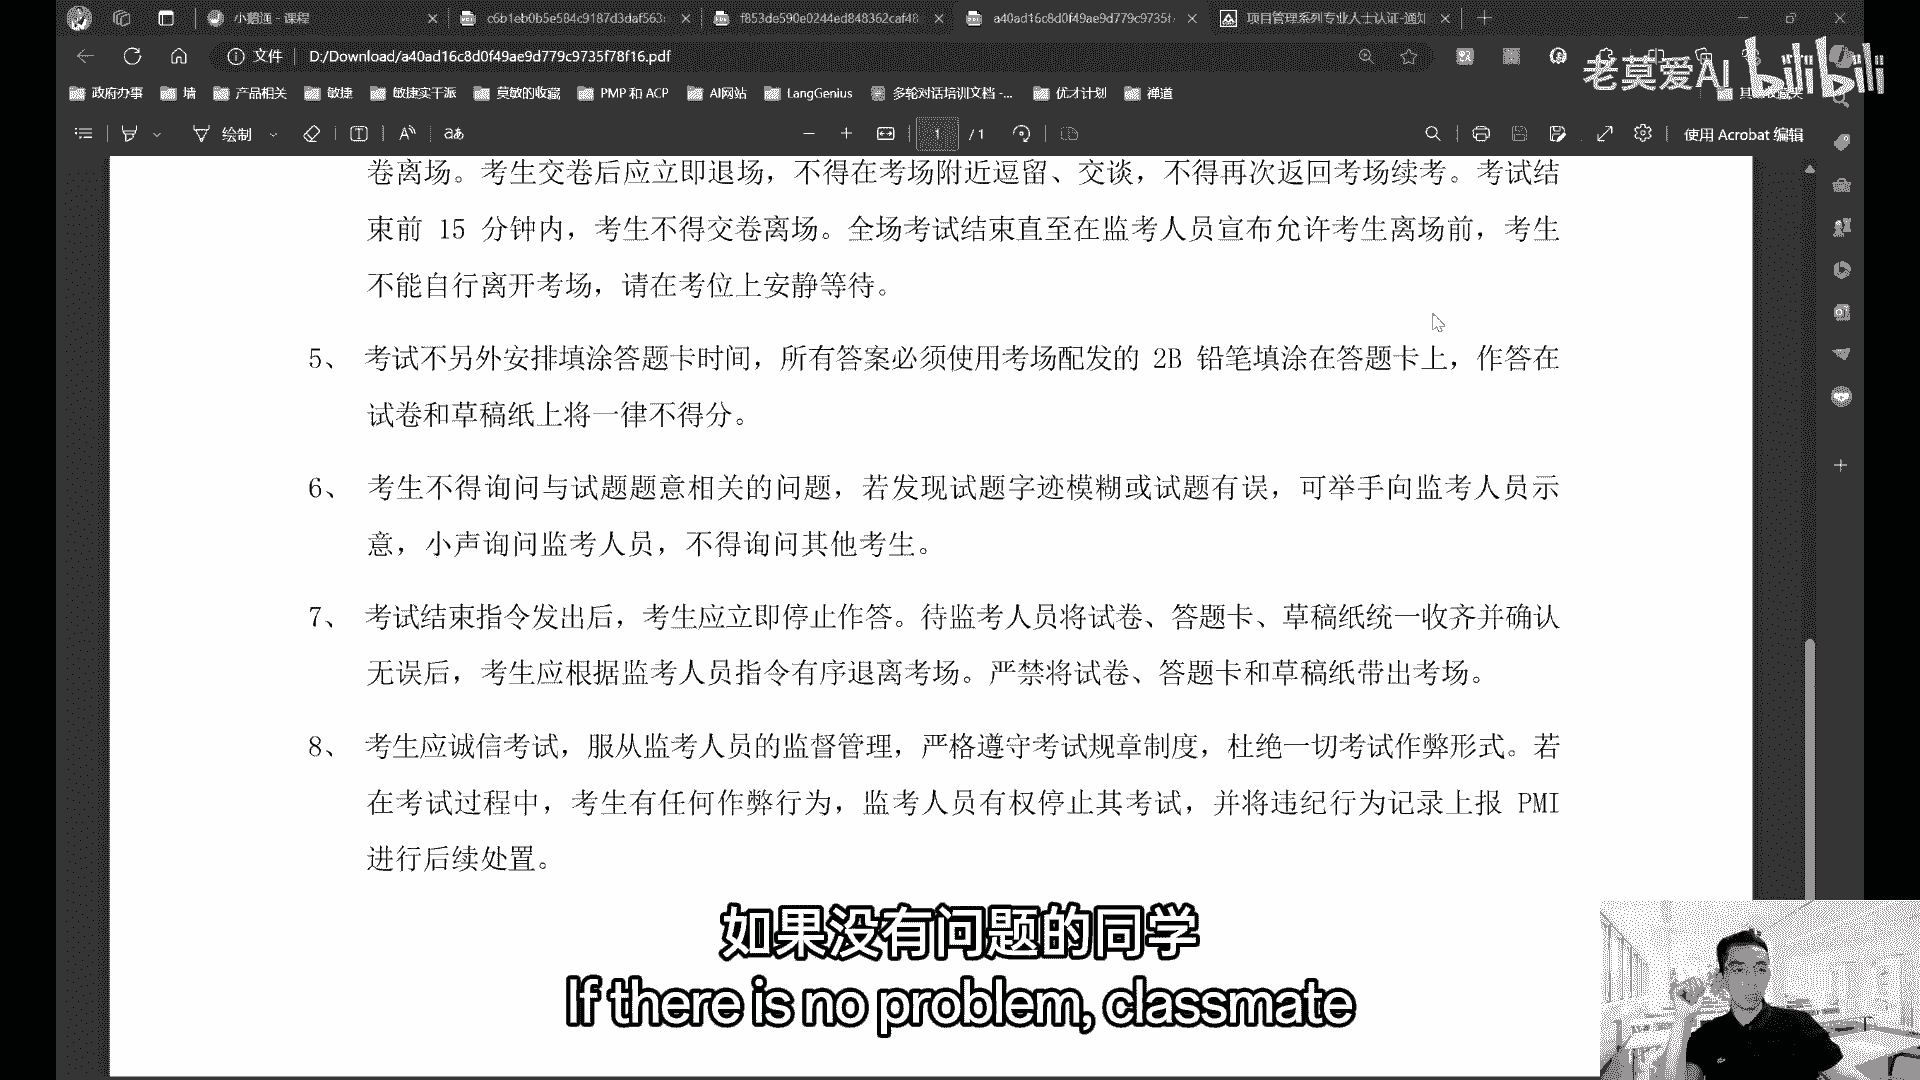 小鹅通 - 课程
c6b1eb0b5e584c9187d3daf563
f853de590e0244ed848362caf48
a40ad16c8d0f49ae9d779c9735f
项目管理系列专业人士认证-通知
文件
D:/Download/a40ad16c8d0f49ae9d779c9735f78f16.pdf
老莫爱AI bilibili
政府办事 墙 产品相关 敏捷 敏捷实干派 莫敏的收藏 PMP 和 ACP AI网站 LangGenius 多轮对话培训文档 -... 优才计划 禅道
绘制 1 / 1 使用 Acrobat 编辑
卷离场。考生交卷后应立即退场，不得在考场附近逗留、交谈，不得再次返回考场续考。考试结
束前 15 分钟内，考生不得交卷离场。全场考试结束直至在监考人员宣布允许考生离场前，考生
不能自行离开考场，请在考位上安静等待。
5、 考试不另外安排填涂答题卡时间，所有答案必须使用考场配发的 2B 铅笔填涂在答题卡上，作答在
试卷和草稿纸上将一律不得分。
6、 考生不得询问与试题题意相关的问题，若发现试题字迹模糊或试题有误，可举手向监考人员示
意，小声询问监考人员，不得询问其他考生。
7、 考试结束指令发出后，考生应立即停止作答。待监考人员将试卷、答题卡、草稿纸统一收齐并确认
无误后，考生应根据监考人员指令有序退离考场。严禁将试卷、答题卡和草稿纸带出考场。
8、 考生应诚信考试，服从监考人员的监督管理，严格遵守考试规章制度，杜绝一切考试作弊形式。若
在考试过程中，考生有任何作弊行为，监考人员有权停止其考试，并将违纪行为记录上报 PMI
进行后续处置。
如果没有问题的同学
If there is no problem, classmate